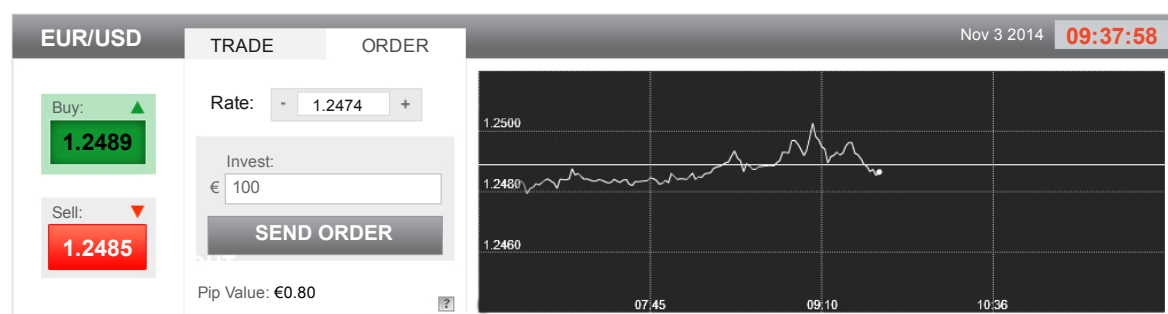 EUR/USD
TRADE
ORDER
Nov 3 2014
09:37:58
Buy:
1.2489
Sell:
1.2485
Rate:
- 1.2474 +
Invest:
€ 100
SEND ORDER
Pip Value: €0.80
?
1.2500
1.2480
1.2460
07:45
09:10
10:36